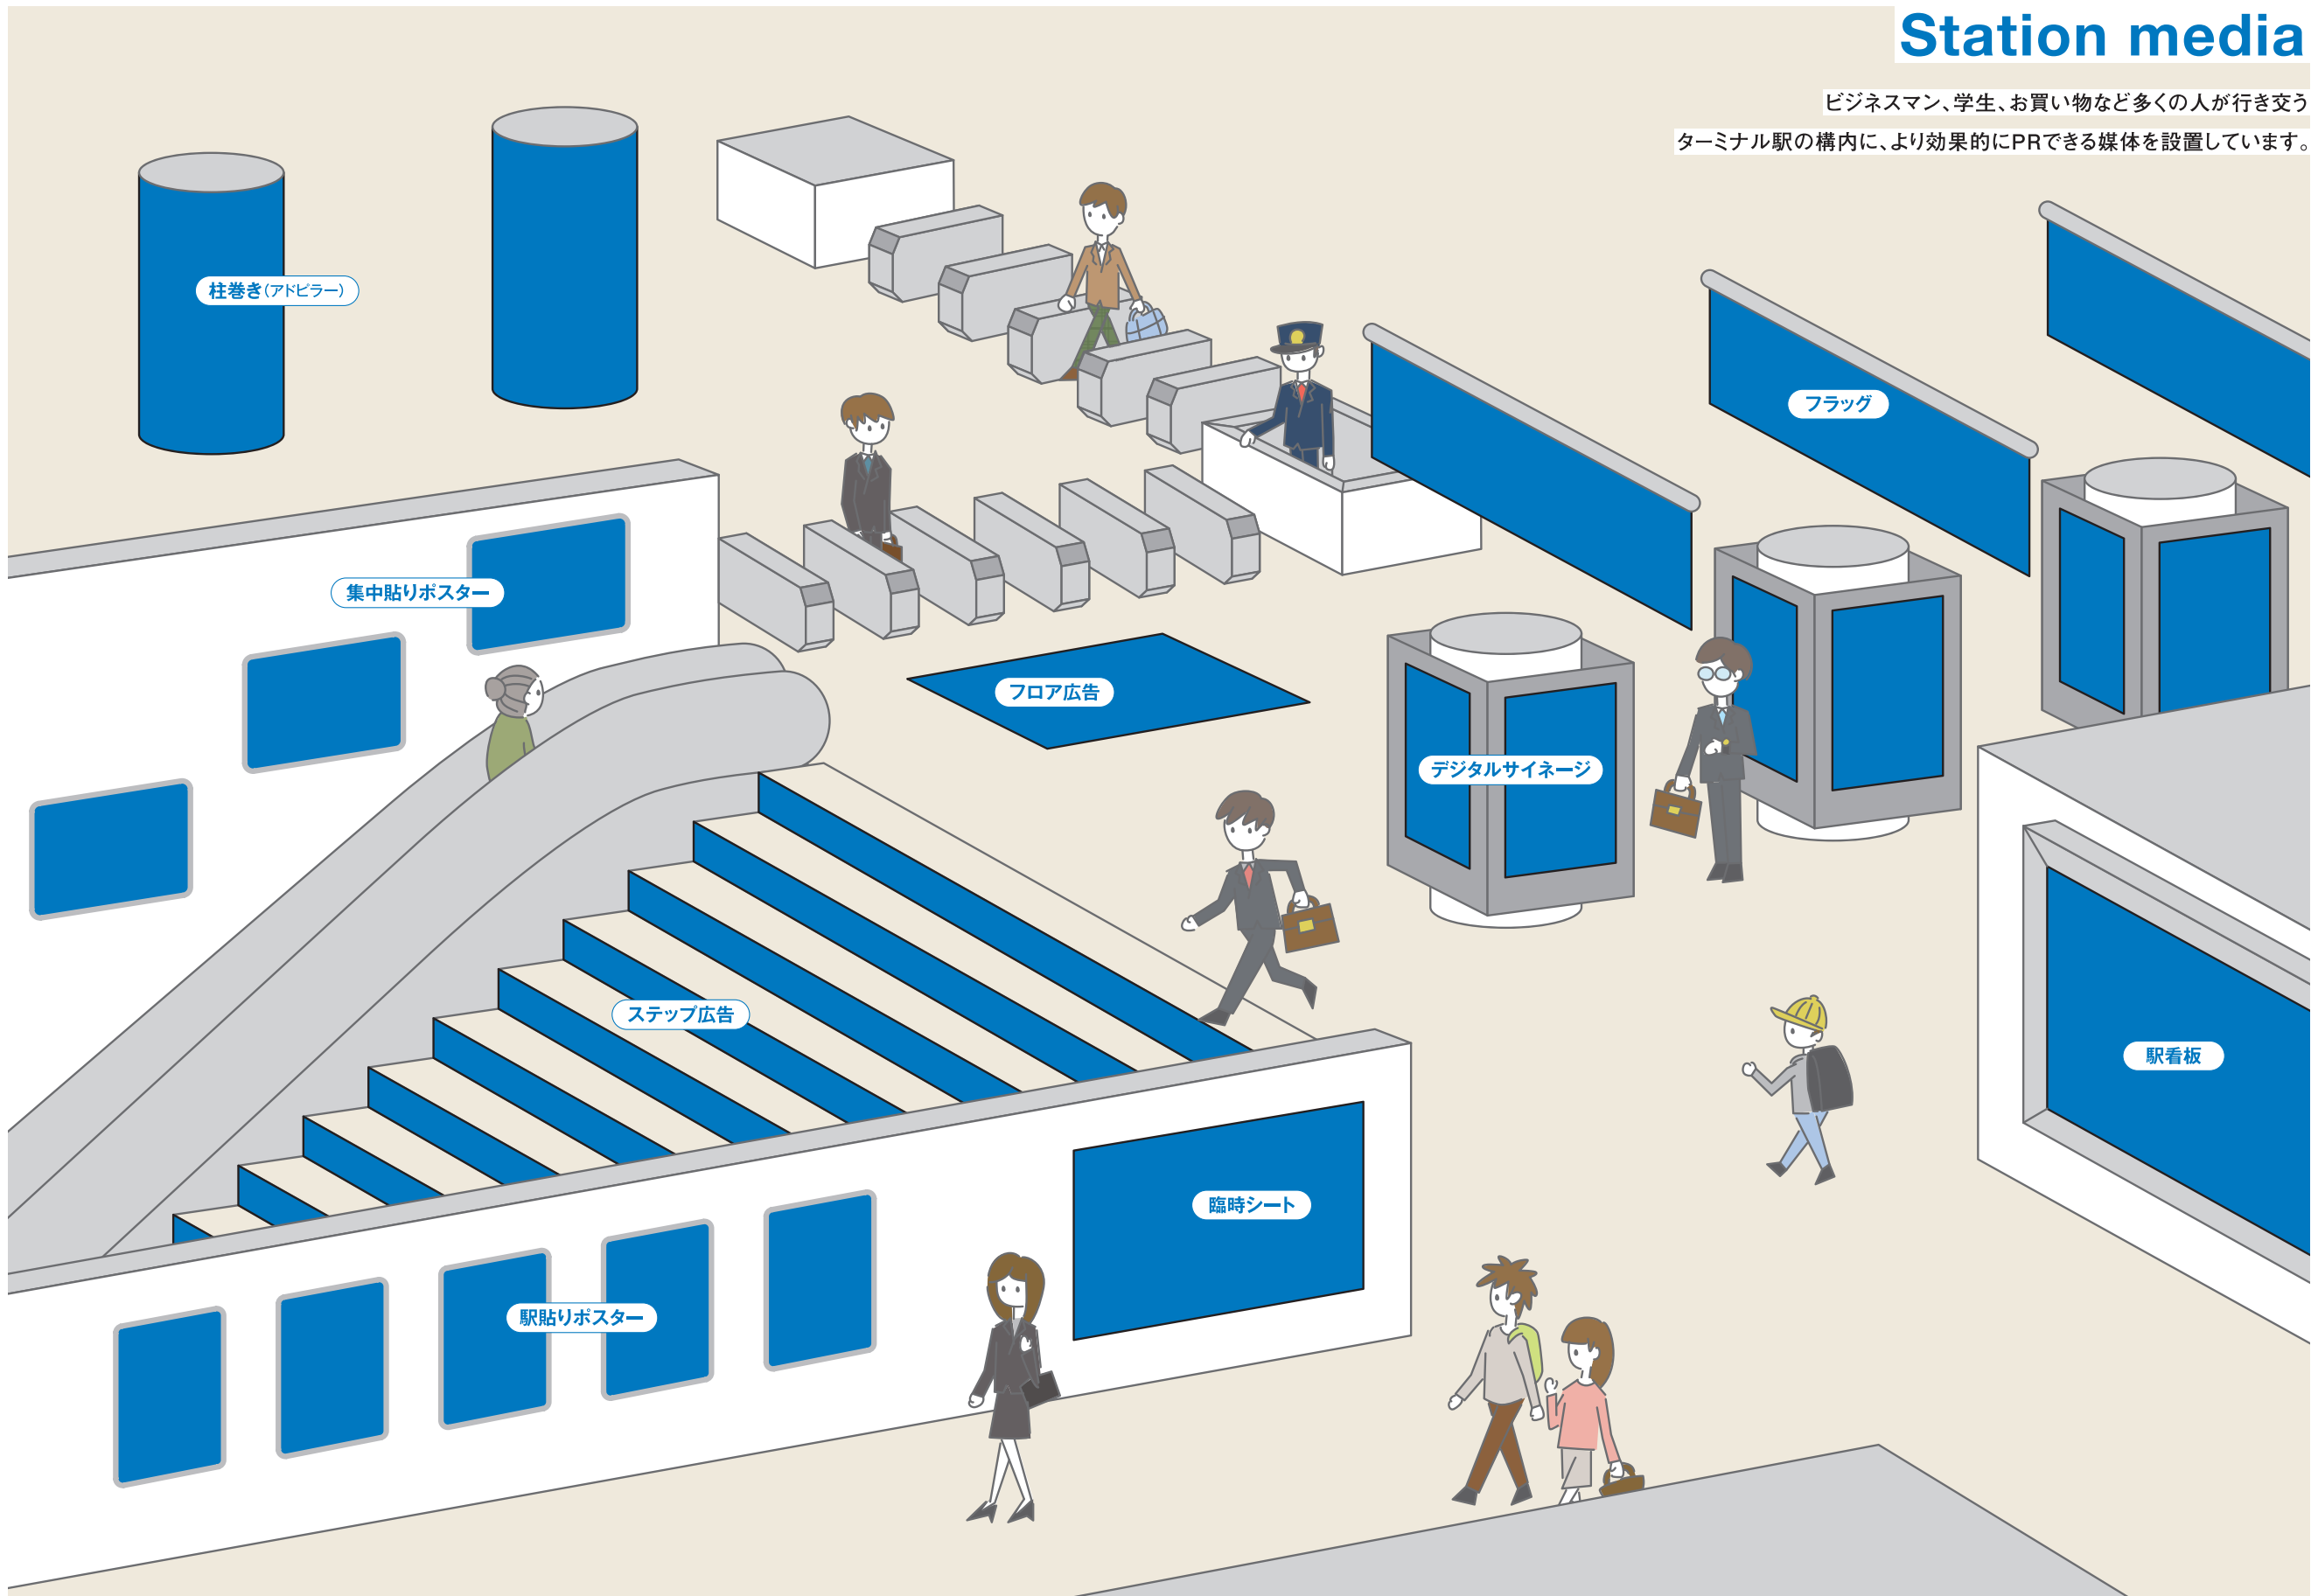 Station media
ビジネスマン、学生、お買い物など多くの人が行き交う
ターミナル駅の構内に、より効果的にPRできる媒体を設置しています。
柱巻き(アドピラー)
フラッグ
集中貼りポスター
フロア広告
デジタルサイネージ
ステップ広告
駅看板
臨時シート
駅貼りポスター